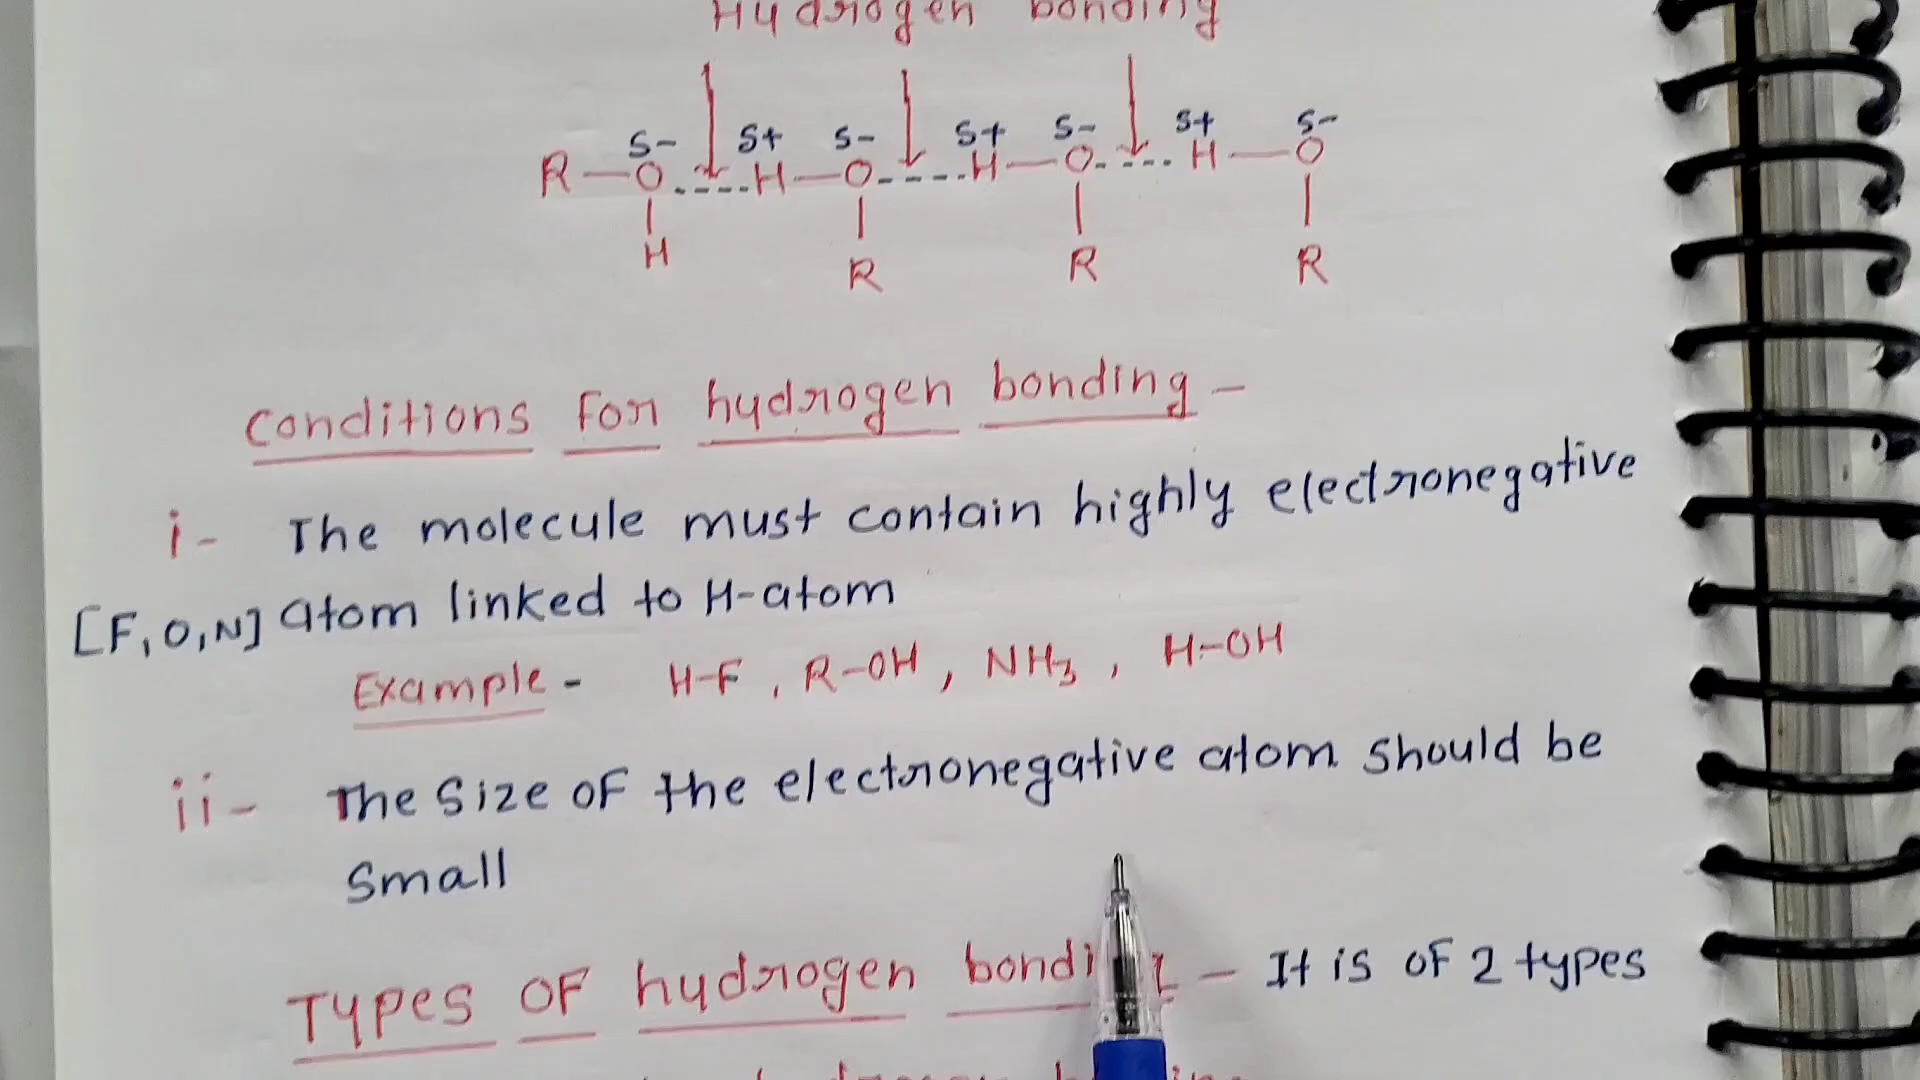 Hydrogen bonding
δ- δ+ δ- δ+ δ- δ+ δ-
R—O-----H—O-----H—O-----H—O
H R R R
Conditions for hydrogen bonding -
i- The molecule must contain highly electronegative
[F,O,N] atom linked to H-atom
Example - H-F, R-OH, NH3, H-OH
ii- The size of the electronegative atom should be
small
Types of hydrogen bonding - It is of 2 types